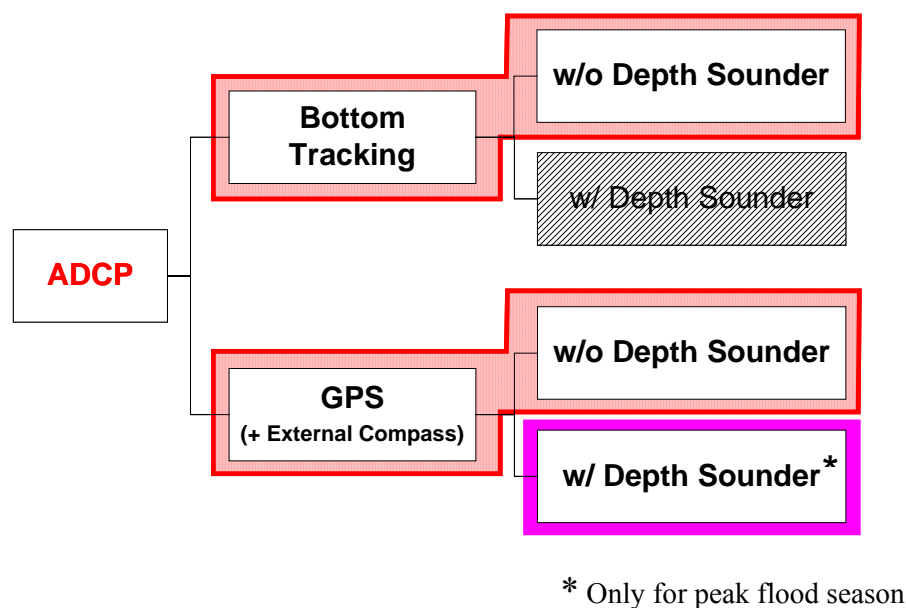 w/o Depth Sounder
Bottom
Tracking
w/ Depth Sounder
ADCP
w/o Depth Sounder
GPS
(+ External Compass)
w/ Depth Sounder*
* Only for peak flood season